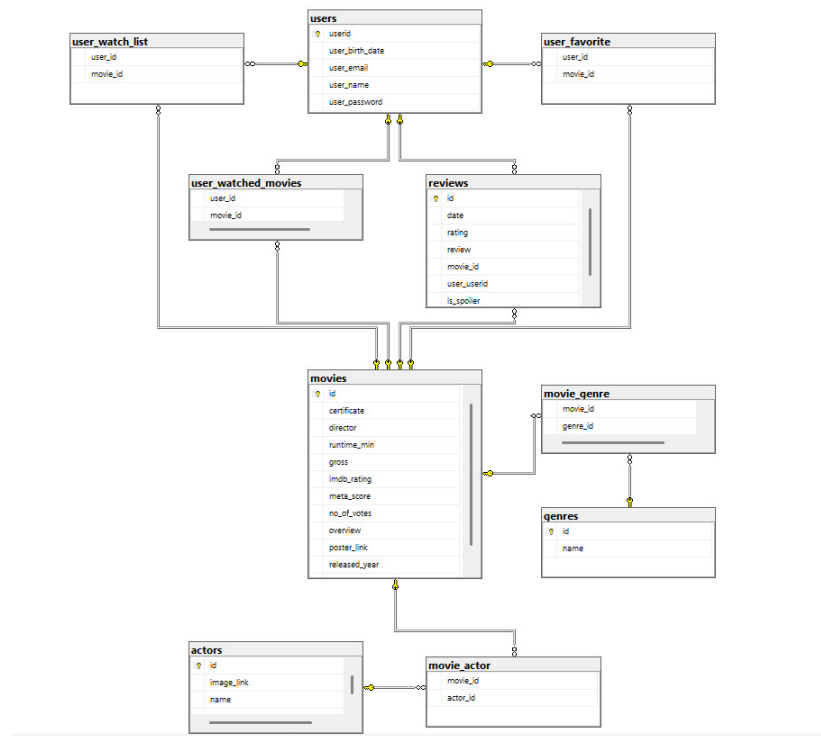 users
userid
user_birth_date
user_email
user_name
user_password
user_watch_list
user_id
movie_id
user_favorite
user_id
movie_id
user_watched_movies
user_id
movie_id
reviews
id
date
rating
review
movie_id
user_userid
is_spoiler
movies
id
certificate
director
runtime_min
gross
imdb_rating
meta_score
no_of_votes
overview
poster_link
released_year
movie_genre
movie_id
genre_id
genres
id
name
actors
id
image_link
name
movie_actor
movie_id
actor_id